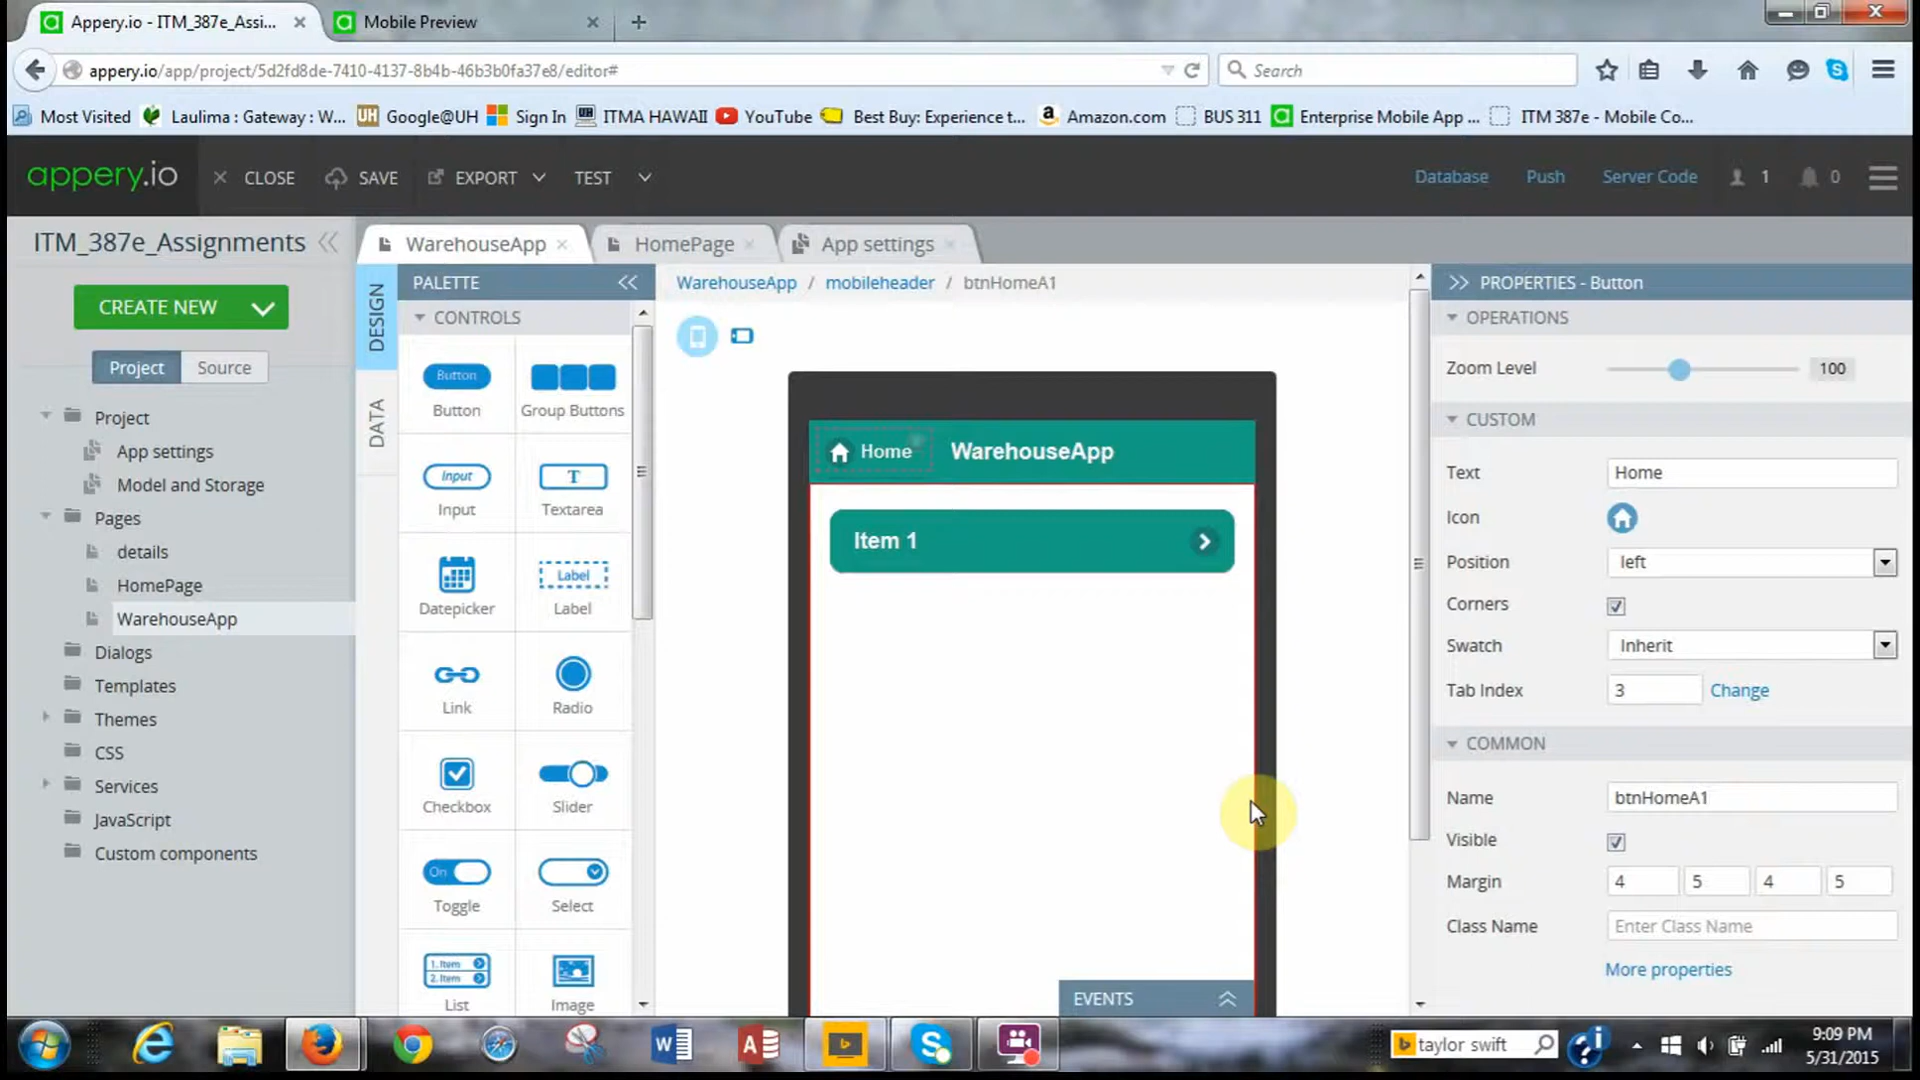 Appery.io - ITM_387e_Assi...
Mobile Preview
appery.io/app/project/5d2fd8de-7410-4137-8b4b-46b3b0fa37e8/editor#
Search
Most Visited
Laulima : Gateway : W...
UH Google@UH
Sign In
ITMA HAWAII
YouTube
Best Buy: Experience t...
a Amazon.com
BUS 311
Enterprise Mobile App ...
ITM 387e - Mobile Co...
appery.io
CLOSE
SAVE
EXPORT
TEST
Database
Push
Server Code
1
0
ITM_387e_Assignments
WarehouseApp
HomePage
App settings
CREATE NEW
Project
Source
Project
App settings
Model and Storage
Pages
details
HomePage
WarehouseApp
Dialogs
Templates
Themes
CSS
Services
JavaScript
Custom components
DESIGN
DATA
PALETTE
CONTROLS
Button
Button
Group Buttons
Input
Input
T
Textarea
Datepicker
Label
Label
Link
Radio
Checkbox
Slider
On
Toggle
Select
1. Item
2. Item
List
Image
WarehouseApp / mobileheader / btnHomeA1
Home
WarehouseApp
Item 1
EVENTS
PROPERTIES - Button
OPERATIONS
Zoom Level
100
CUSTOM
Text
Home
Icon
Position
left
Corners
Swatch
Inherit
Tab Index
3
Change
COMMON
Name
btnHomeA1
Visible
Margin
4
5
4
5
Class Name
Enter Class Name
More properties
taylor swift
9:09 PM
5/31/2015